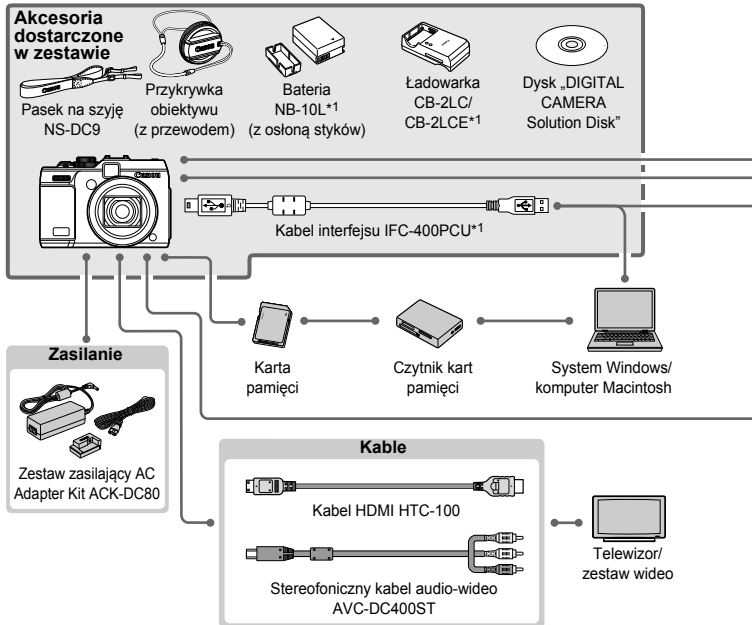 Akcesoria
dostarczone
w zestawie
Pasek na szyję
NS-DC9
Przykrywka
obiektywu
(z przewodem)
Bateria
NB-10L*1
(z osłoną styków)
Ładowarka
CB-2LC/
CB-2LCE*1
Dysk „DIGITAL
CAMERA
Solution Disk”
Canon
Kabel interfejsu IFC-400PCU*1
Karta
pamięci
Czytnik kart
pamięci
System Windows/
komputer Macintosh
Zasilanie
Zestaw zasilający AC
Adapter Kit ACK-DC80
Kable
Kabel HDMI HTC-100
Stereofoniczny kabel audio-wideo
AVC-DC400ST
Telewizor/
zestaw wideo